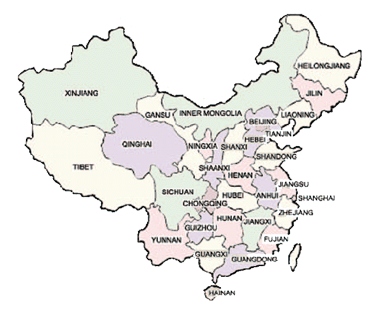 HEILONGJIANG
JILIN
XINJIANG
INNER MONGOLIA
LIAONING
GANSU
BEIJING
TIANJIN
HEBEI
QINGHAI
NINGXIA
SHANXI
SHANDONG
TIBET
SHAANXI
HENAN
JIANGSU
SICHUAN
HUBEI
ANHUI
SHANGHAI
CHONGQING
ZHEJIANG
HUNAN
JIANGXI
GUIZHOU
YUNNAN
FUJIAN
GUANGXI
GUANGDONG
HAINAN